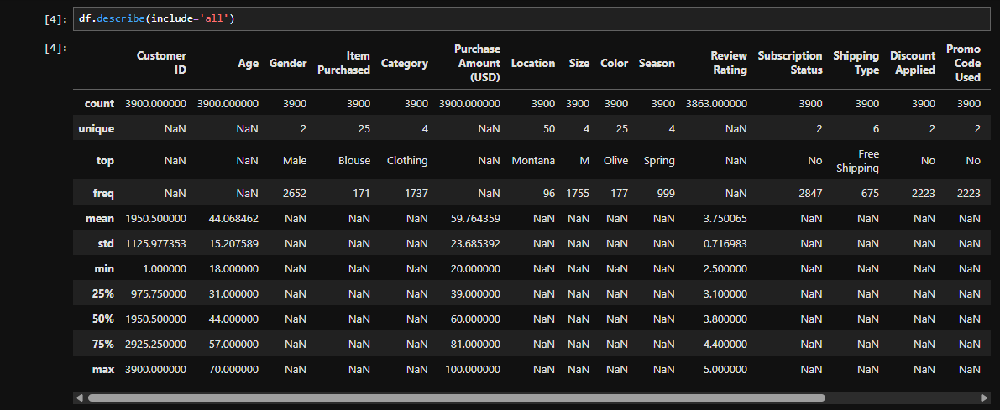 [4]: df.describe(include='all')
[4]:
Customer ID Age Gender Item Purchased Category Purchase Amount (USD) Location Size Color Season Review Rating Subscription Status Shipping Type Discount Applied Promo Code Used
count 3900.000000 3900.000000 3900 3900 3900 3900.000000 3900 3900 3900 3900 3863.000000 3900 3900 3900 3900
unique NaN NaN 2 25 4 NaN 50 4 25 4 NaN 2 6 2 2
top NaN NaN Male Blouse Clothing NaN Montana M Olive Spring NaN No Free Shipping No No
freq NaN NaN 2652 171 1737 NaN 96 1755 177 999 NaN 2847 675 2223 2223
mean 1950.500000 44.068462 NaN NaN NaN 59.764359 NaN NaN NaN NaN 3.750065 NaN NaN NaN NaN
std 1125.977353 15.207589 NaN NaN NaN 23.685392 NaN NaN NaN NaN 0.716983 NaN NaN NaN NaN
min 1.000000 18.000000 NaN NaN NaN 20.000000 NaN NaN NaN NaN 2.500000 NaN NaN NaN NaN
25% 975.750000 31.000000 NaN NaN NaN 39.000000 NaN NaN NaN NaN 3.100000 NaN NaN NaN NaN
50% 1950.500000 44.000000 NaN NaN NaN 60.000000 NaN NaN NaN NaN 3.800000 NaN NaN NaN NaN
75% 2925.250000 57.000000 NaN NaN NaN 81.000000 NaN NaN NaN NaN 4.400000 NaN NaN NaN NaN
max 3900.000000 70.000000 NaN NaN NaN 100.000000 NaN NaN NaN NaN 5.000000 NaN NaN NaN NaN